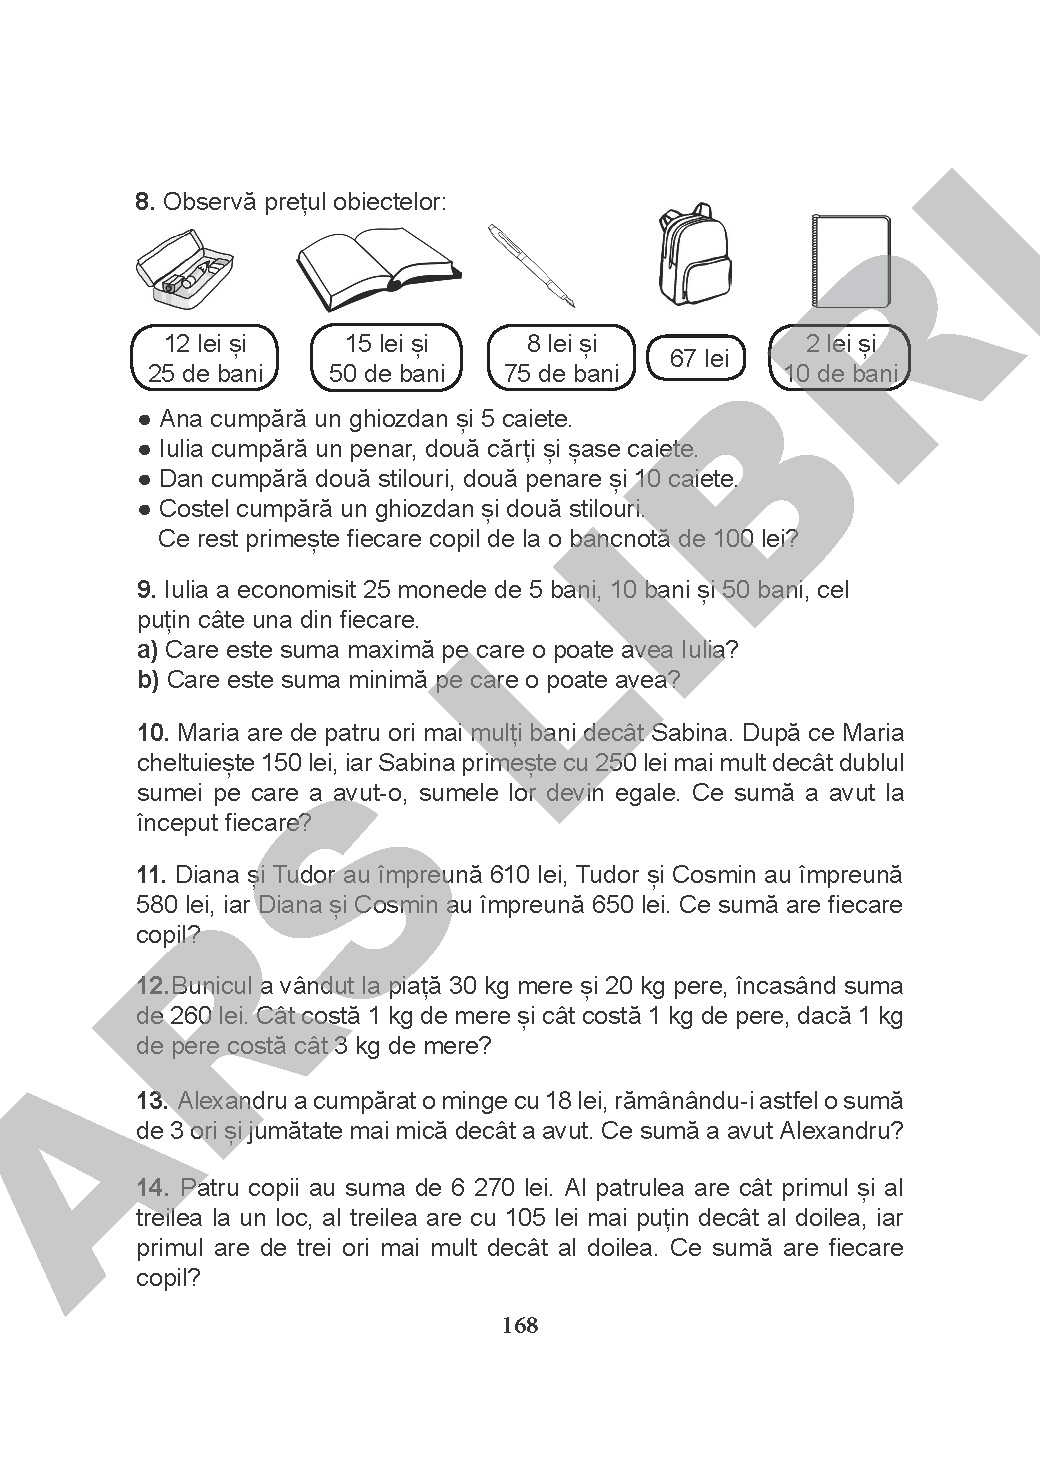 8. Observă prețul obiectelor:
12 lei și
25 de bani
15 lei și
50 de bani
8 lei și
75 de bani
67 lei
2 lei și
10 de bani
● Ana cumpără un ghiozdan și 5 caiete.
● Iulia cumpără un penar, două cărți și șase caiete.
● Dan cumpără două stilouri, două penare și 10 caiete.
● Costel cumpără un ghiozdan și două stilouri.
Ce rest primește fiecare copil de la o bancnotă de 100 lei?
9. Iulia a economisit 25 monede de 5 bani, 10 bani și 50 bani, cel
puțin câte una din fiecare.
a) Care este suma maximă pe care o poate avea Iulia?
b) Care este suma minimă pe care o poate avea?
10. Maria are de patru ori mai mulți bani decât Sabina. După ce Maria
cheltuiește 150 lei, iar Sabina primește cu 250 lei mai mult decât dublul
sumei pe care a avut-o, sumele lor devin egale. Ce sumă a avut la
început fiecare?
11. Diana și Tudor au împreună 610 lei, Tudor și Cosmin au împreună
580 lei, iar Diana și Cosmin au împreună 650 lei. Ce sumă are fiecare
copil?
12.Bunicul a vândut la piață 30 kg mere și 20 kg pere, încasând suma
de 260 lei. Cât costă 1 kg de mere și cât costă 1 kg de pere, dacă 1 kg
de pere costă cât 3 kg de mere?
13. Alexandru a cumpărat o minge cu 18 lei, rămânându-i astfel o sumă
de 3 ori și jumătate mai mică decât a avut. Ce sumă a avut Alexandru?
14. Patru copii au suma de 6 270 lei. Al patrulea are cât primul și al
treilea la un loc, al treilea are cu 105 lei mai puțin decât al doilea, iar
primul are de trei ori mai mult decât al doilea. Ce sumă are fiecare
copil?
168
ARS LIBRI